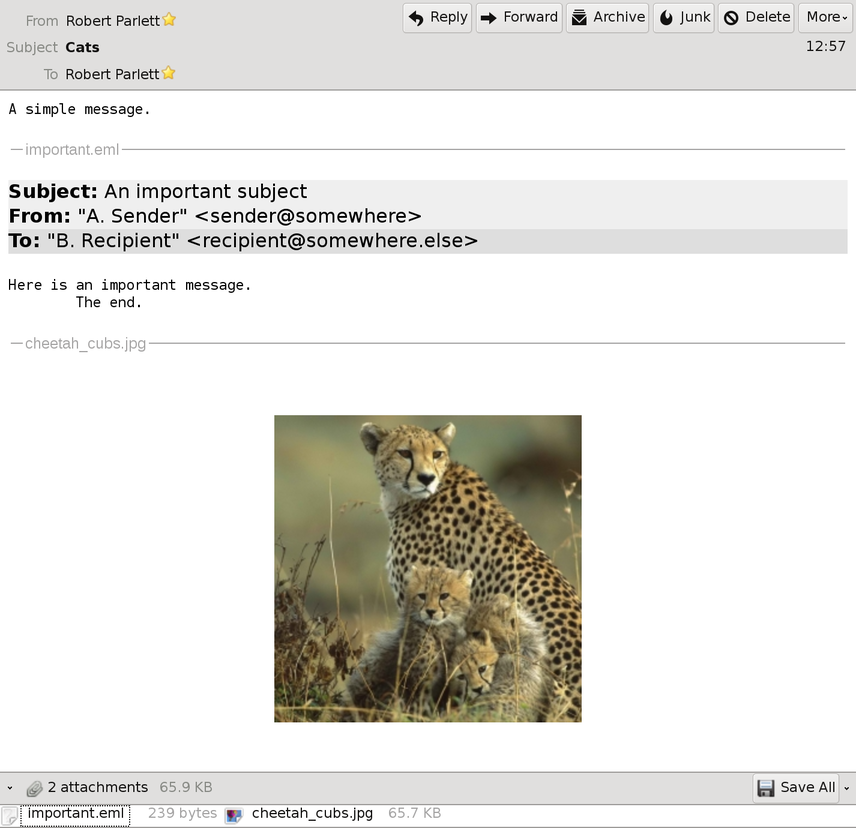 From Robert Parlett
Reply Forward Archive Junk Delete More
Subject Cats
12:57
To Robert Parlett
A simple message.
important.eml
Subject: An important subject
From: "A. Sender" <sender@somewhere>
To: "B. Recipient" <recipient@somewhere.else>
Here is an important message.
The end.
cheetah_cubs.jpg
2 attachments 65.9 KB Save All
important.eml 239 bytes cheetah_cubs.jpg 65.7 KB